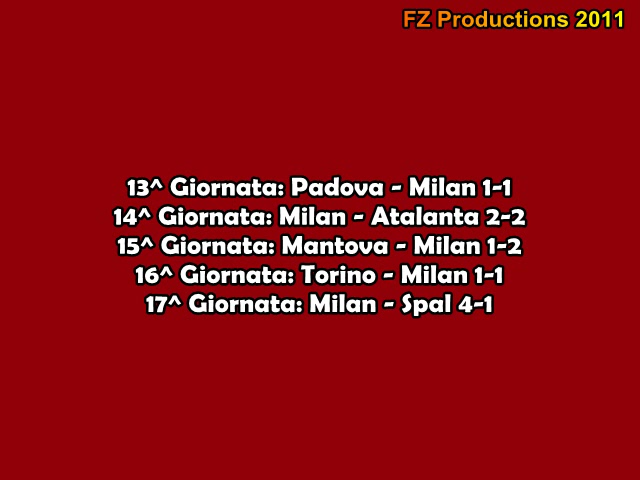 FZ Productions 2011
13^ Giornata: Padova - Milan 1-1
14^ Giornata: Milan - Atalanta 2-2
15^ Giornata: Mantova - Milan 1-2
16^ Giornata: Torino - Milan 1-1
17^ Giornata: Milan - Spal 4-1